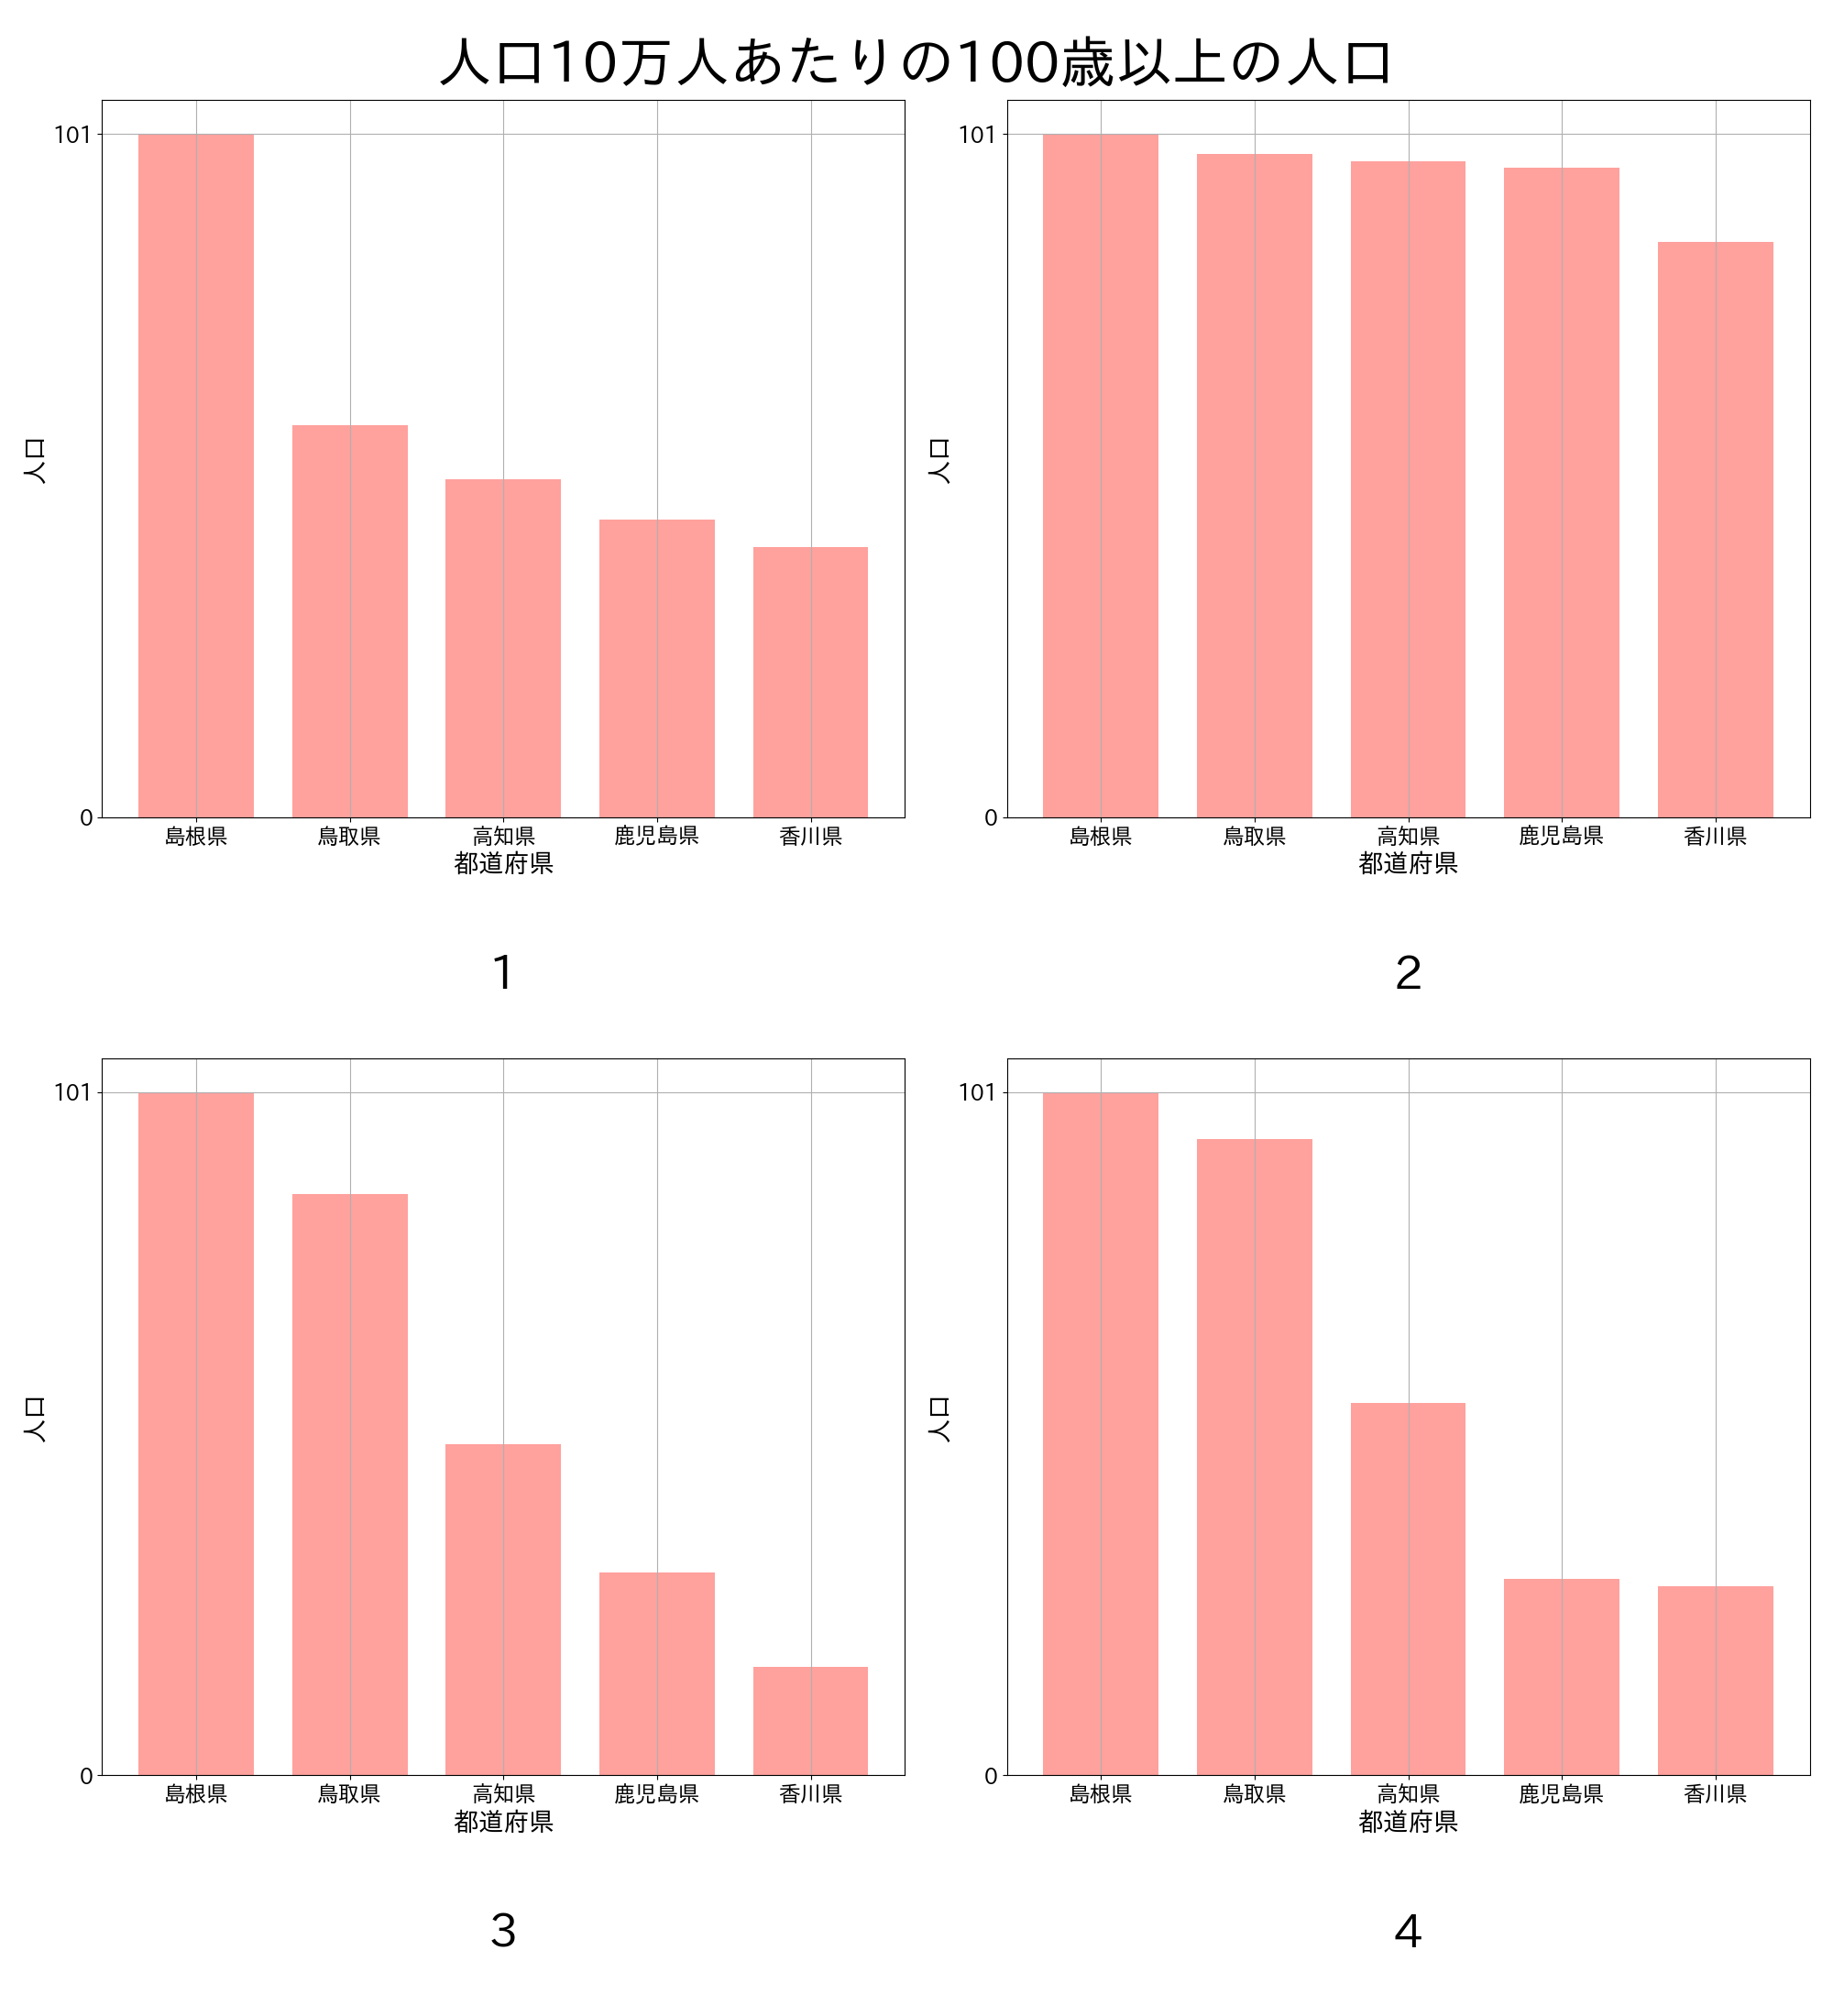 人口10万人あたりの100歳以上の人口
101
0
人口
島根県 鳥取県 高知県 鹿児島県 香川県
都道府県
1
101
0
人口
島根県 鳥取県 高知県 鹿児島県 香川県
都道府県
2
101
0
人口
島根県 鳥取県 高知県 鹿児島県 香川県
都道府県
3
101
0
人口
島根県 鳥取県 高知県 鹿児島県 香川県
都道府県
4